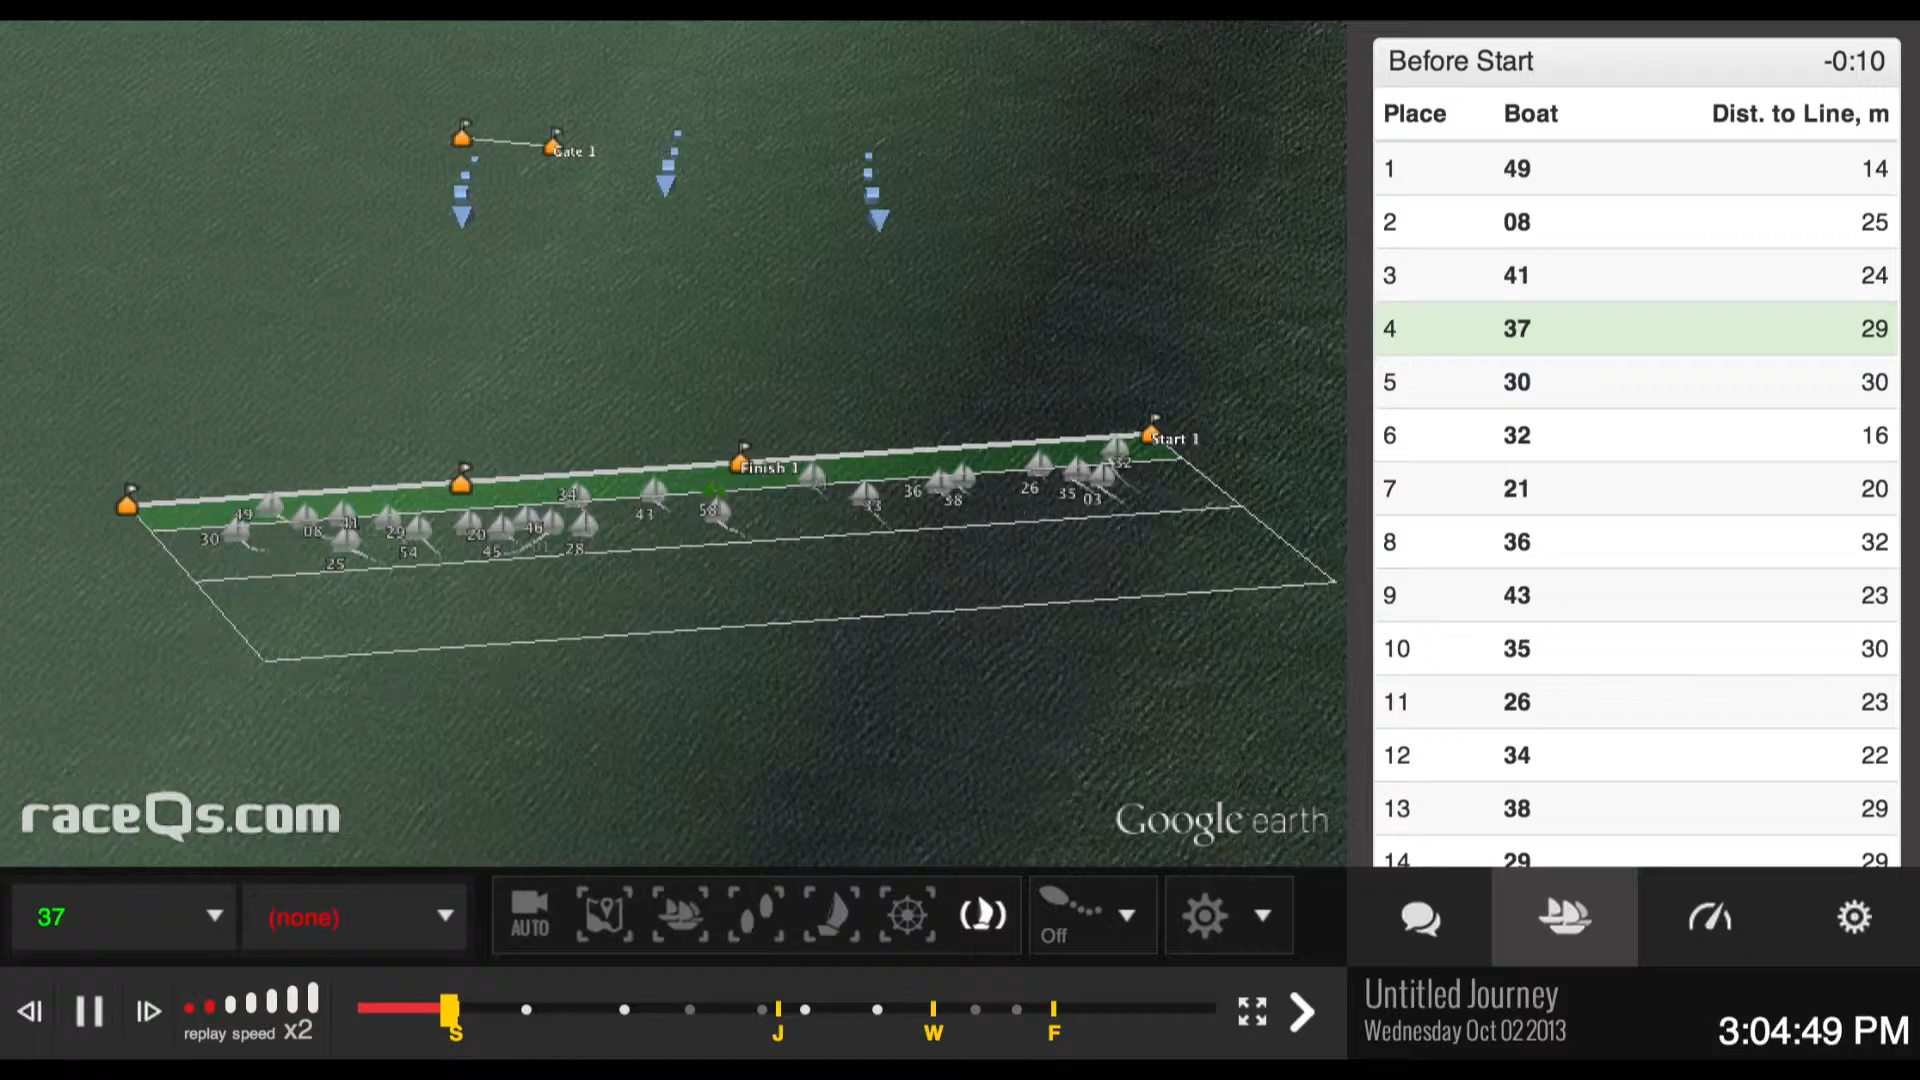 Before Start -0:10
Place Boat Dist. to Line, m
1 49 14
2 08 25
3 41 24
4 37 29
5 30 30
6 32 16
7 21 20
8 36 32
9 43 23
10 35 30
11 26 23
12 34 22
13 38 29
14 29 29
Gate 1
Start 1
Finish 1
32
49
30
08
41
25
29
54
20
45
46
34
28
43
58
33
36
38
26
35
03
raceQs.com
Google earth
37 (none)
AUTO
Off
replay speed x2
S J W F
Untitled Journey
Wednesday Oct 02 2013
3:04:49 PM